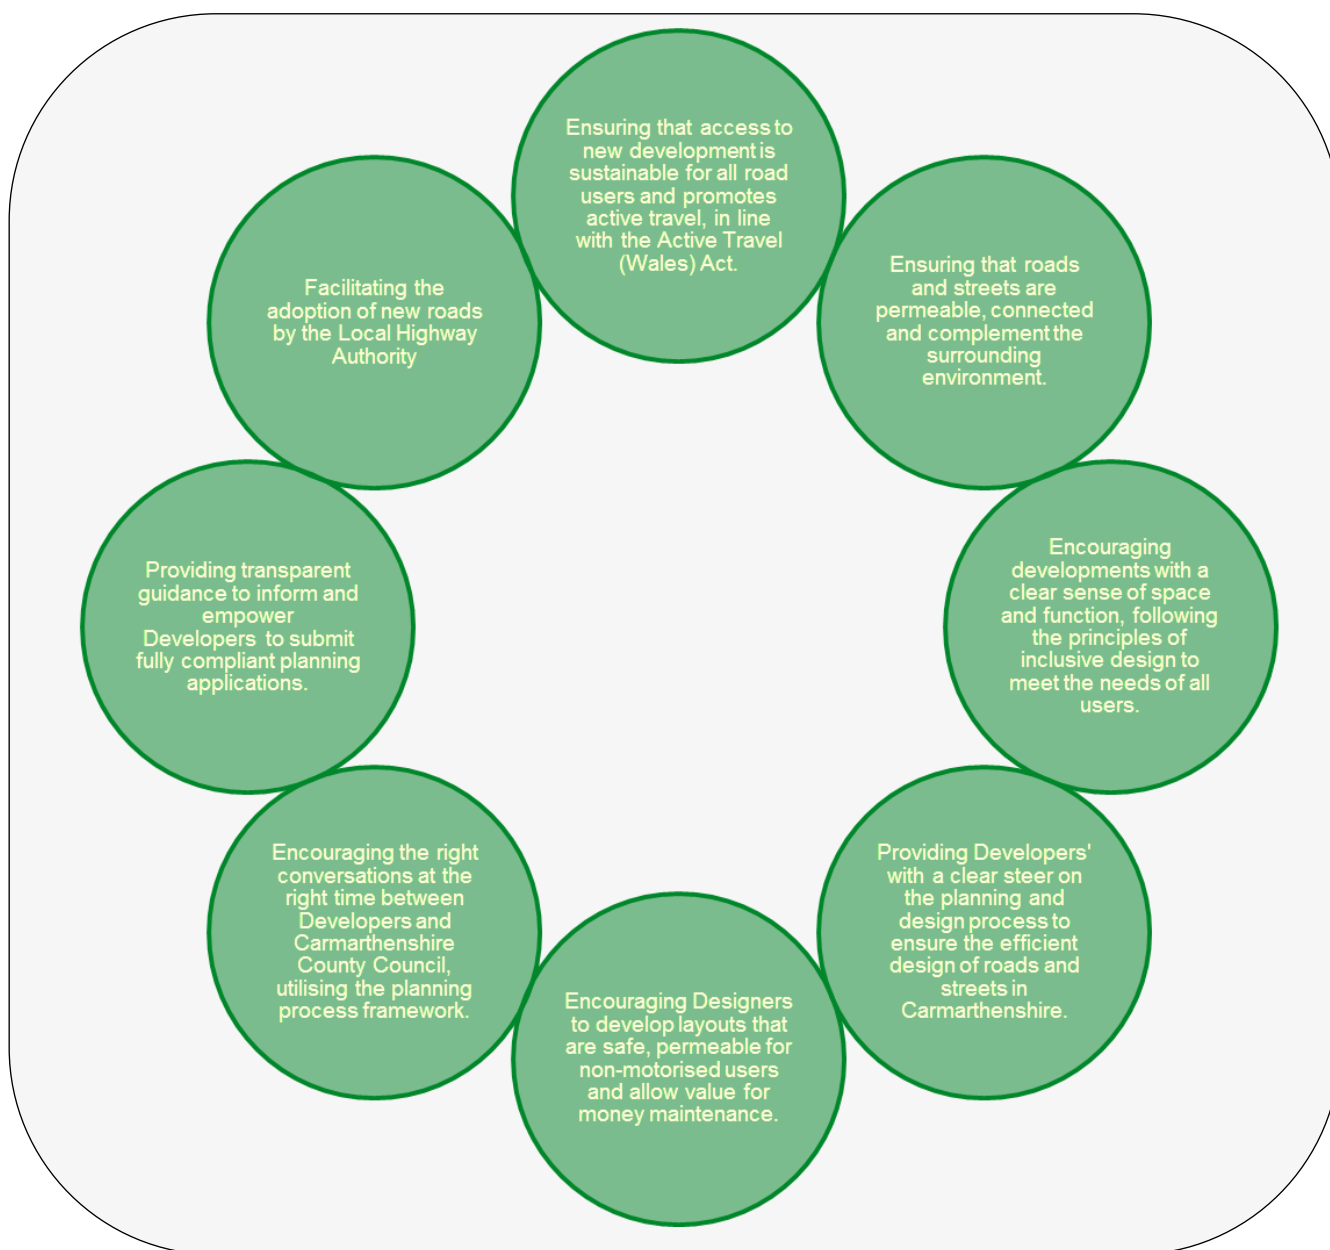 Ensuring that access to
new development is
sustainable for all road
users and promotes
active travel, in line
with the Active Travel
(Wales) Act.
Ensuring that roads
and streets are
permeable, connected
and complement the
surrounding
environment.
Encouraging
developments with a
clear sense of space
and function, following
the principles of
inclusive design to
meet the needs of all
users.
Providing Developers'
with a clear steer on
the planning and
design process to
ensure the efficient
design of roads and
streets in
Carmarthenshire.
Encouraging Designers
to develop layouts that
are safe, permeable for
non-motorised users
and allow value for
money maintenance.
Encouraging the right
conversations at the
right time between
Developers and
Carmarthenshire
County Council,
utilising the planning
process framework.
Providing transparent
guidance to inform and
empower
Developers to submit
fully compliant planning
applications.
Facilitating the
adoption of new roads
by the Local Highway
Authority